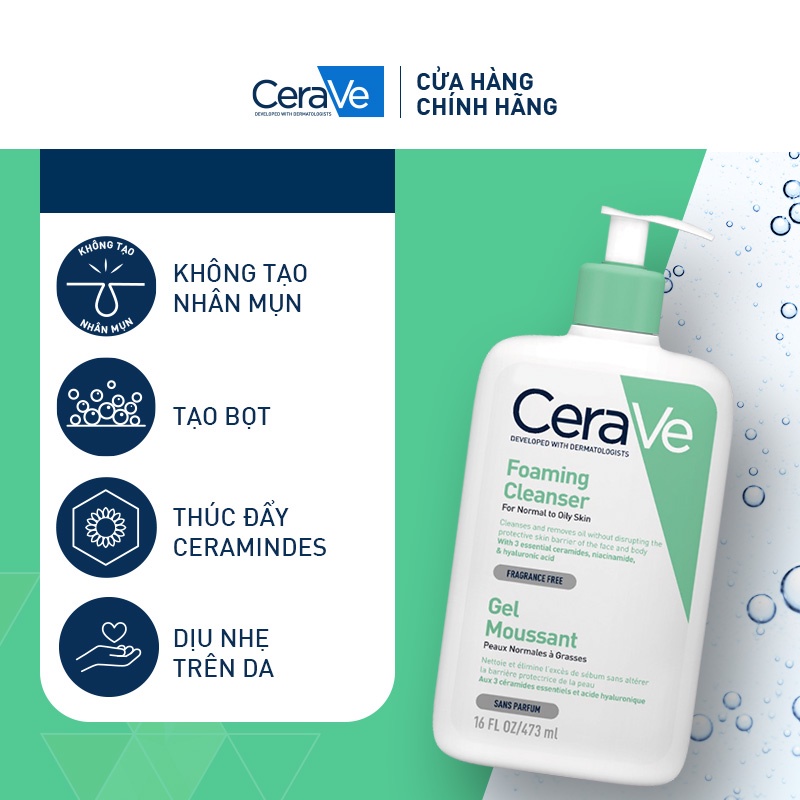 CeraVe
DEVELOPED WITH DERMATOLOGISTS
CỬA HÀNG
CHÍNH HÃNG
KHÔNG TẠO
NHÂN MỤN
KHÔNG TẠO
NHÂN MỤN
TẠO BỌT
THÚC ĐẨY
CERAMINDES
DỊU NHẸ
TRÊN DA
CeraVe
DEVELOPED WITH DERMATOLOGISTS
Foaming
Cleanser
For Normal to Oily Skin
Cleanses and removes oil without disrupting the
protective skin barrier of the face and body
With 3 essential ceramides, niacinamide,
& hyaluronic acid
FRAGRANCE FREE
Gel
Moussant
Peaux Normales à Grasses
Nettoie et élimine l'excès de sébum sans altérer
la barrière protectrice de la peau
Aux 3 céramides essentiels et acide hyaluronique
SANS PARFUM
16 FL OZ/473 ml